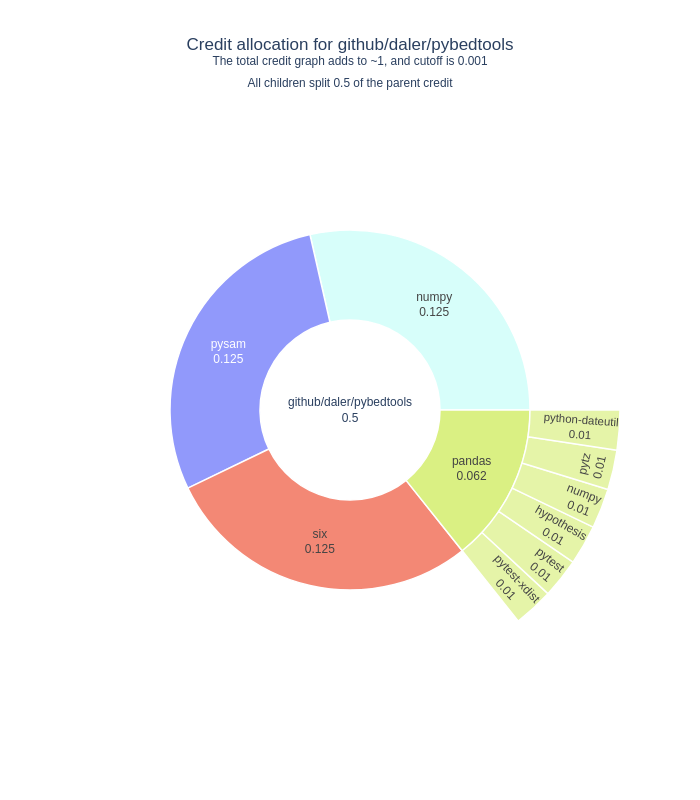 Credit allocation for github/daler/pybedtools
The total credit graph adds to ~1, and cutoff is 0.001
All children split 0.5 of the parent credit
numpy
0.125
pysam
0.125
github/daler/pybedtools
0.5
six
0.125
pandas
0.062
python-dateutil
0.01
pytz
0.01
numpy
0.01
hypothesis
0.01
pytest
0.01
pytest-xdist
0.01